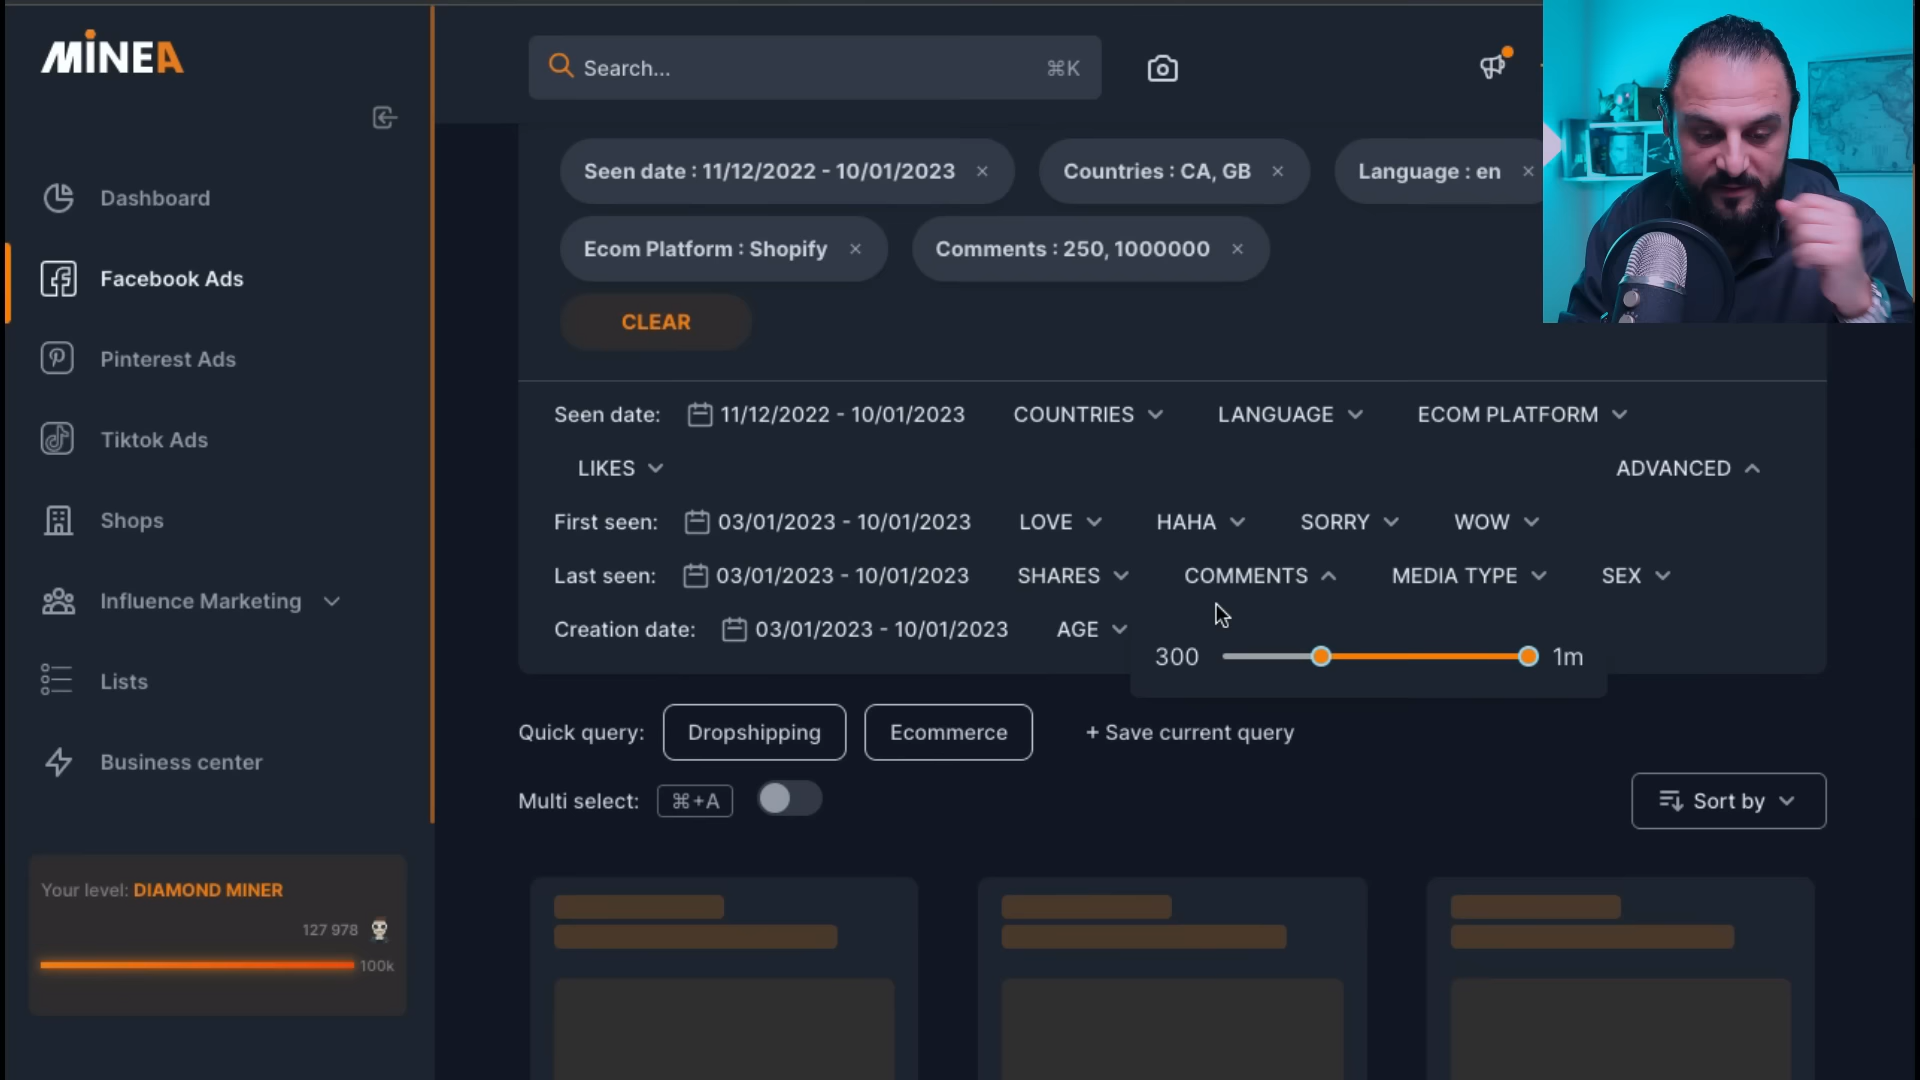 MINEA
Search...
⌘K
Dashboard
Facebook Ads
Pinterest Ads
Tiktok Ads
Shops
Influence Marketing
Lists
Business center
Your level: DIAMOND MINER
127 978
100k
Seen date : 11/12/2022 - 10/01/2023 ×
Countries : CA, GB ×
Language : en ×
Ecom Platform : Shopify ×
Comments : 250, 1000000 ×
CLEAR
Seen date: 11/12/2022 - 10/01/2023 COUNTRIES LANGUAGE ECOM PLATFORM
LIKES ADVANCED
First seen: 03/01/2023 - 10/01/2023 LOVE HAHA SORRY WOW
Last seen: 03/01/2023 - 10/01/2023 SHARES COMMENTS MEDIA TYPE SEX
Creation date: 03/01/2023 - 10/01/2023 AGE
300 1m
Quick query: Dropshipping Ecommerce + Save current query
Multi select: ⌘+A
Sort by